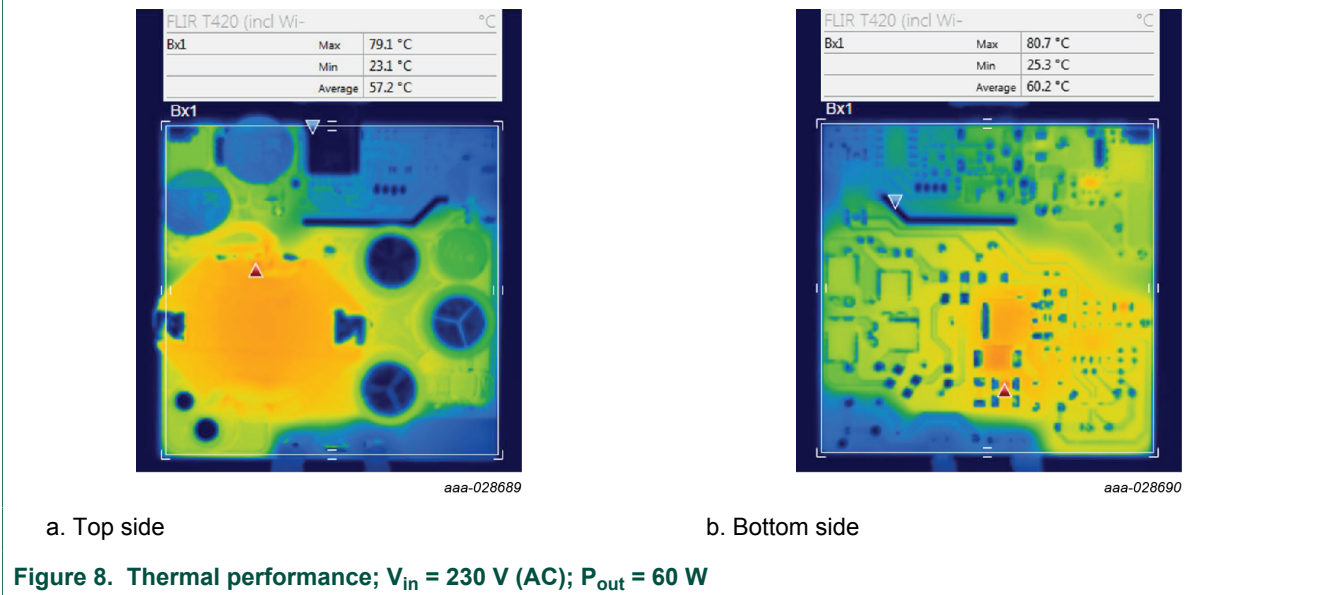 FLIR T420 (incl Wi- °C
Bx1 Max 79.1 °C
Min 23.1 °C
Average 57.2 °C
Bx1
aaa-028689
a. Top side
FLIR T420 (incl Wi- °C
Bx1 Max 80.7 °C
Min 25.3 °C
Average 60.2 °C
Bx1
aaa-028690
b. Bottom side
Figure 8. Thermal performance; Vin = 230 V (AC); Pout = 60 W